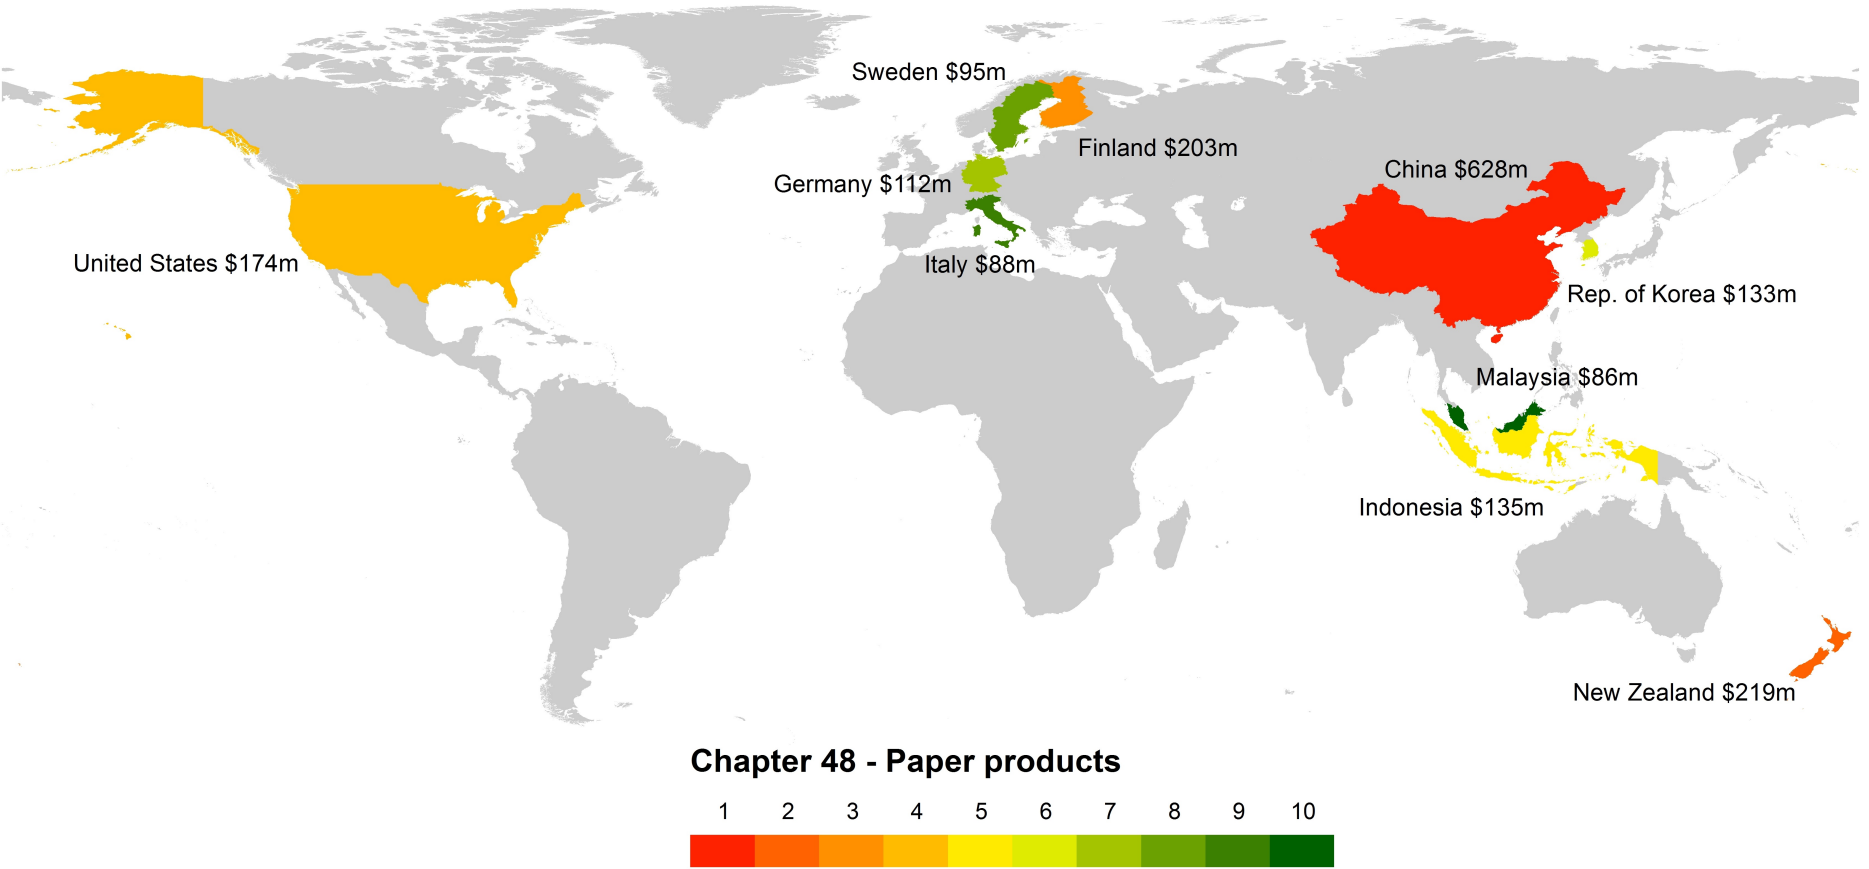 Sweden $95m
Finland $203m
China $628m
Germany $112m
United States $174m
Italy $88m
Rep. of Korea $133m
Malaysia $86m
Indonesia $135m
New Zealand $219m
Chapter 48 - Paper products
1 2 3 4 5 6 7 8 9 10